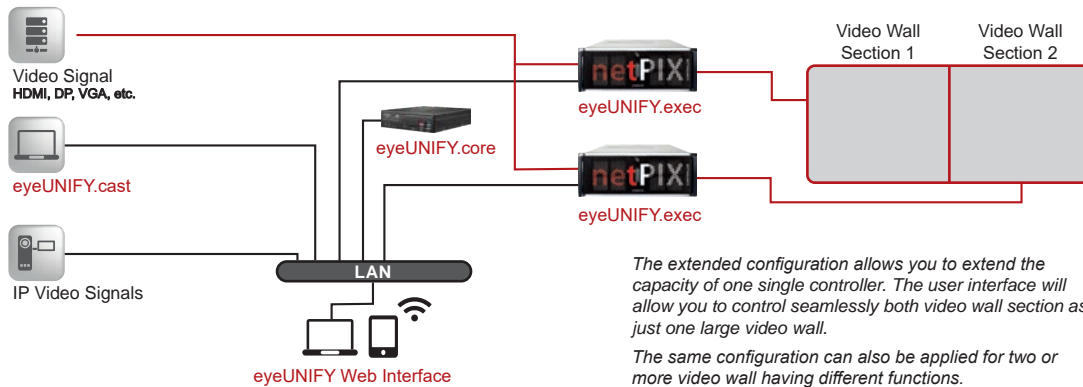 Video Wall
Section 1
Video Wall
Section 2
Video Signal
HDMI, DP, VGA, etc.
netPIX
eyeUNIFY.exec
eyeUNIFY.core
eyeUNIFY.cast
netPIX
eyeUNIFY.exec
IP Video Signals
LAN
eyeUNIFY Web Interface
The extended configuration allows you to extend the
capacity of one single controller. The user interface will
allow you to control seamlessly both video wall section as
just one large video wall.
The same configuration can also be applied for two or
more video wall having different functions.